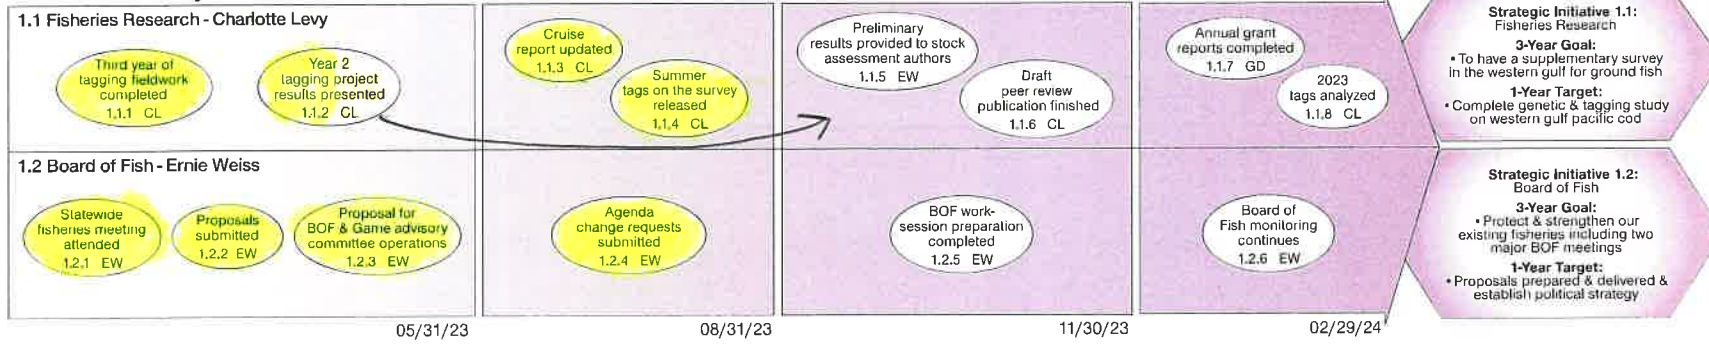 1.1 Fisheries Research - Charlotte Levy
Third year of
tagging fieldwork
completed
1.1.1 CL
Year 2
tagging project
results presented
1.1.2 CL
Cruise
report updated
1.1.3 CL
Summer
tags on the survey
released
1.1.4 CL
Preliminary
results provided to stock
assessment authors
1.1.5 EW
Draft
peer review
publication finished
1.1.6 CL
Annual grant
reports completed
1.1.7 GD
2023
tags analyzed
1.1.8 CL
Strategic Initiative 1.1:
Fisheries Research
3-Year Goal:
• To have a supplementary survey
in the western gulf for ground fish
1-Year Target:
• Complete genetic & tagging study
on western gulf pacific cod
1.2 Board of Fish - Ernie Weiss
Statewide
fisheries meeting
attended
1.2.1 EW
Proposals
submitted
1.2.2 EW
Proposal for
BOF & Game advisory
committee operations
1.2.3 EW
Agenda
change requests
submitted
1.2.4 EW
BOF work-
session preparation
completed
1.2.5 EW
Board of
Fish monitoring
continues
1.2.6 EW
Strategic Initiative 1.2:
Board of Fish
3-Year Goal:
• Protect & strengthen our
existing fisheries including two
major BOF meetings
1-Year Target:
• Proposals prepared & delivered &
establish political strategy
05/31/23
08/31/23
11/30/23
02/29/24